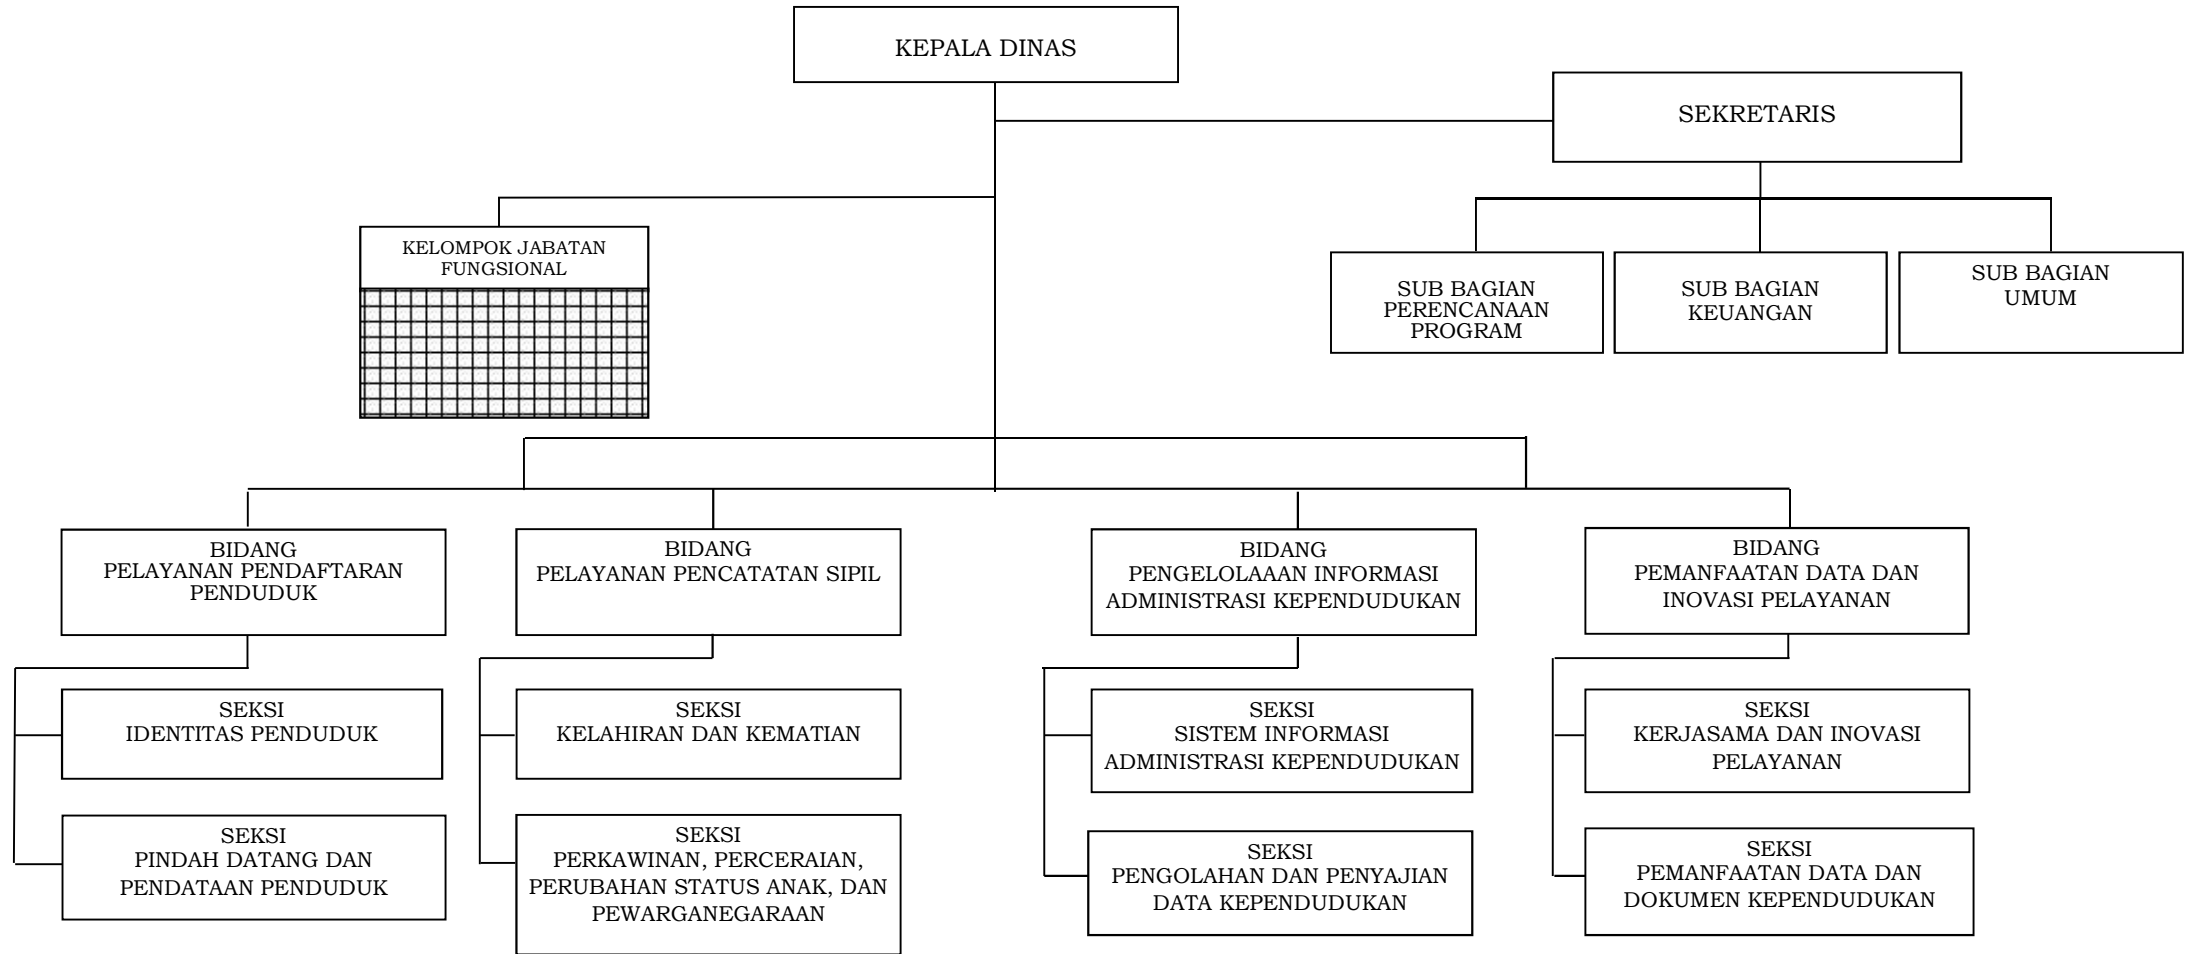 KEPALA DINAS
SEKRETARIS
KELOMPOK JABATAN
FUNGSIONAL
SUB BAGIAN
PERENCANAAN
PROGRAM
SUB BAGIAN
KEUANGAN
SUB BAGIAN
UMUM
BIDANG
PELAYANAN PENDAFTARAN
PENDUDUK
BIDANG
PELAYANAN PENCATATAN SIPIL
BIDANG
PENGELOLAAAN INFORMASI
ADMINISTRASI KEPENDUDUKAN
BIDANG
PEMANFAATAN DATA DAN
INOVASI PELAYANAN
SEKSI
IDENTITAS PENDUDUK
SEKSI
KELAHIRAN DAN KEMATIAN
SEKSI
SISTEM INFORMASI
ADMINISTRASI KEPENDUDUKAN
SEKSI
KERJASAMA DAN INOVASI
PELAYANAN
SEKSI
PINDAH DATANG DAN
PENDATAAN PENDUDUK
SEKSI
PERKAWINAN, PERCERAIAN,
PERUBAHAN STATUS ANAK, DAN
PEWARGANEGARAAN
SEKSI
PENGOLAHAN DAN PENYAJIAN
DATA KEPENDUDUKAN
SEKSI
PEMANFAATAN DATA DAN
DOKUMEN KEPENDUDUKAN